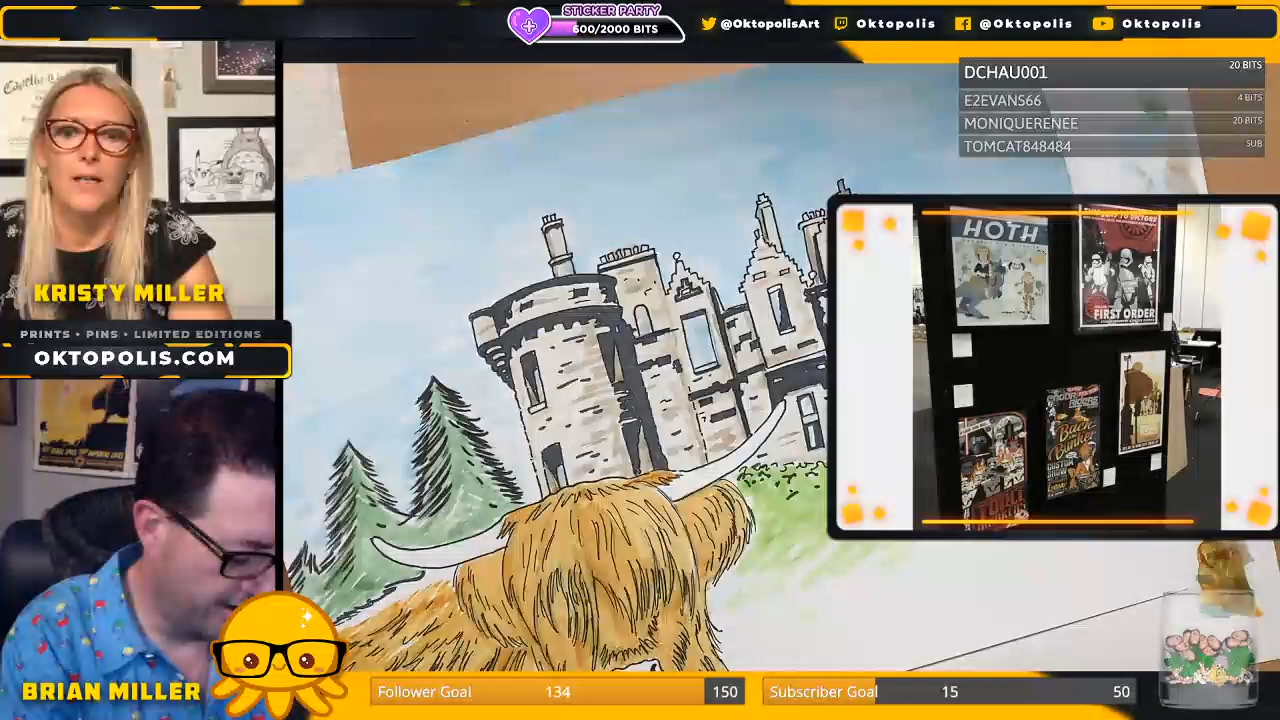 STICKER PARTY
600/2000 BITS
@OktopolisArt
Oktopolis
@Oktopolis
Oktopolis
DCHAU001 20 BITS
E2EVANS66 4 BITS
MONIQUERENEE 20 BITS
TOMCAT848484 SUB
KRISTY MILLER
PRINTS • PINS • LIMITED EDITIONS
OKTOPOLIS.COM
HOTH
FIRST ORDER
BRIAN MILLER
Follower Goal 134 150
Subscriber Goal 15 50